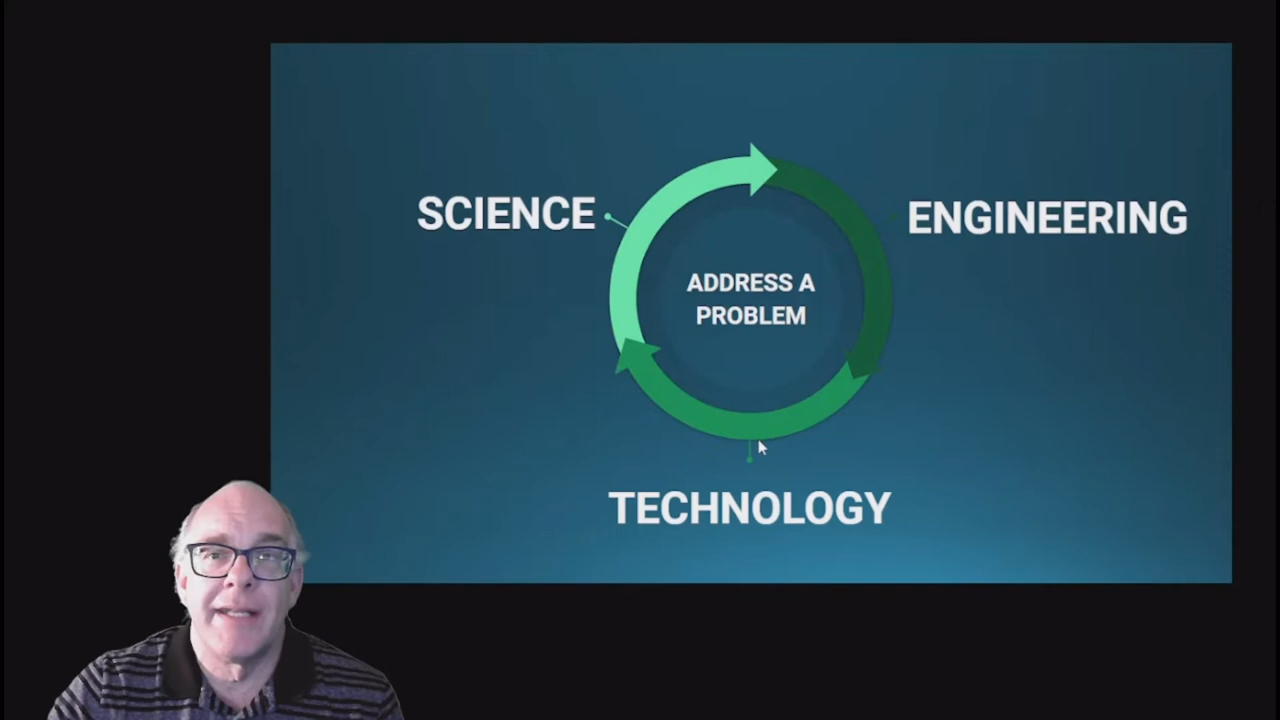 SCIENCE
ENGINEERING
ADDRESS A
PROBLEM
TECHNOLOGY